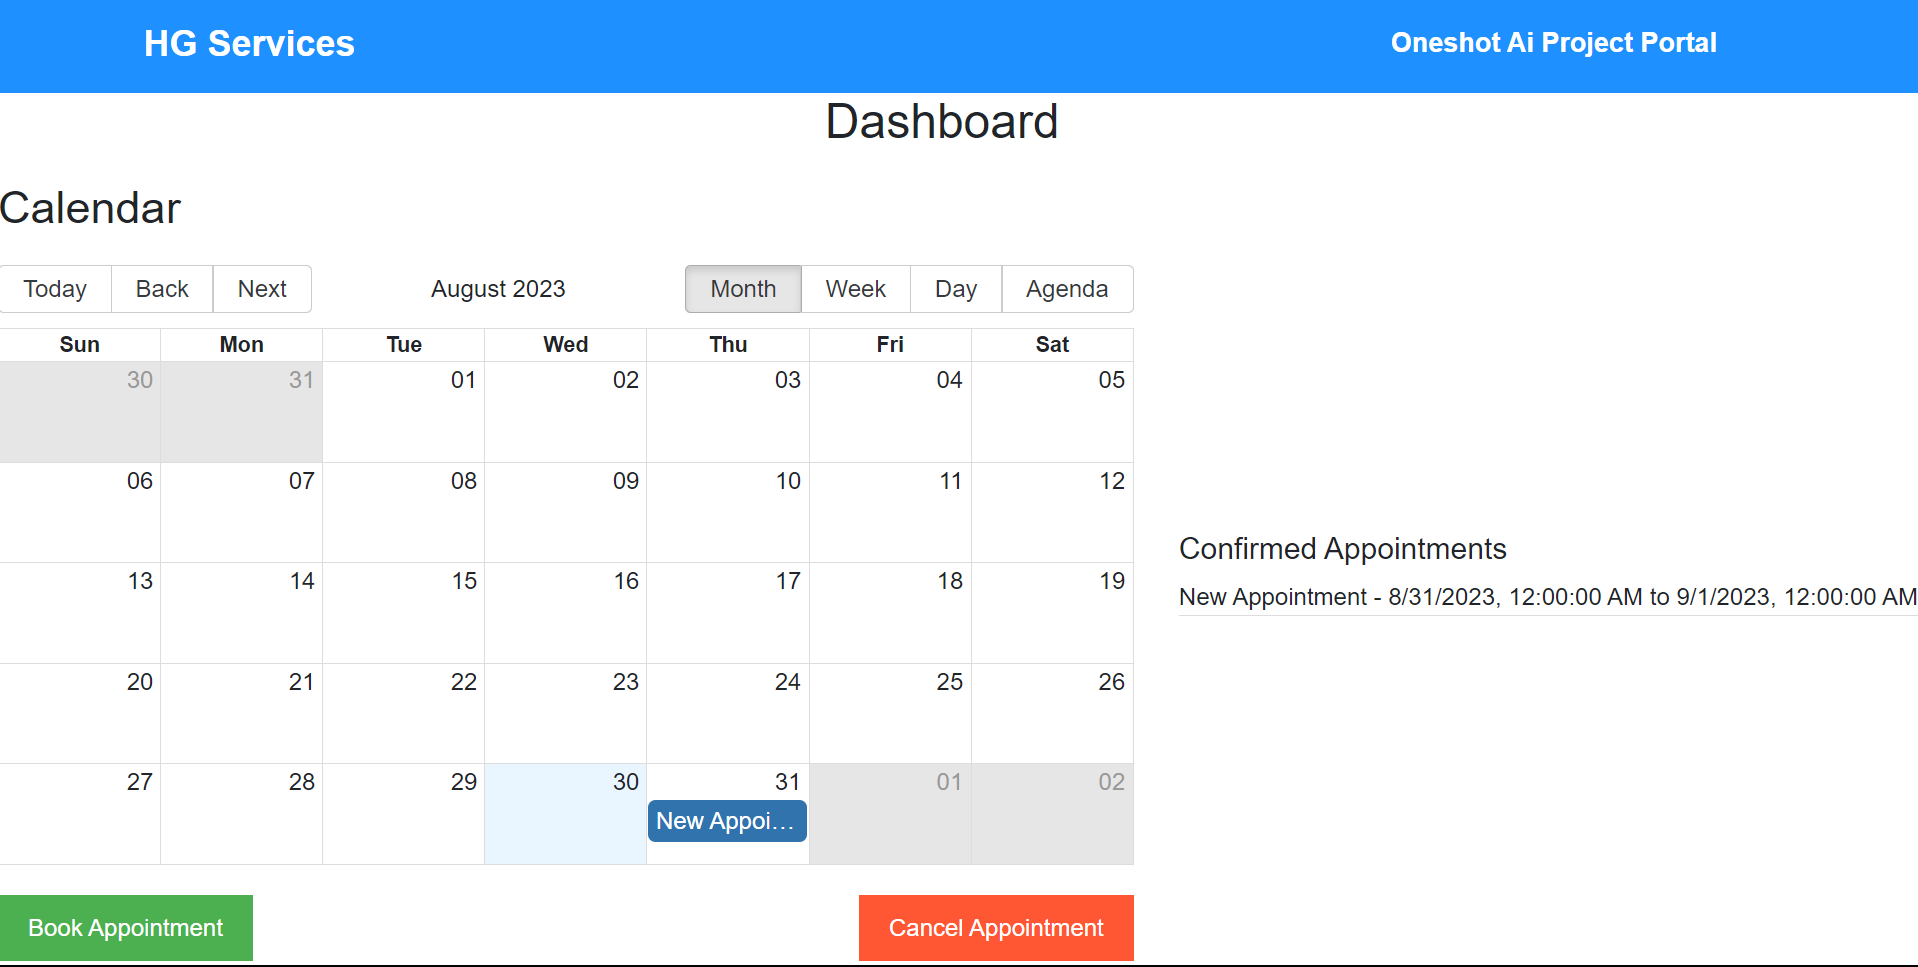 HG Services
Oneshot Ai Project Portal
Dashboard
Calendar
Today Back Next
August 2023
Month Week Day Agenda
Sun Mon Tue Wed Thu Fri Sat
30 31 01 02 03 04 05
06 07 08 09 10 11 12
13 14 15 16 17 18 19
20 21 22 23 24 25 26
27 28 29 30 31 01 02
New Appoi…
Book Appointment
Cancel Appointment
Confirmed Appointments
New Appointment - 8/31/2023, 12:00:00 AM to 9/1/2023, 12:00:00 AM